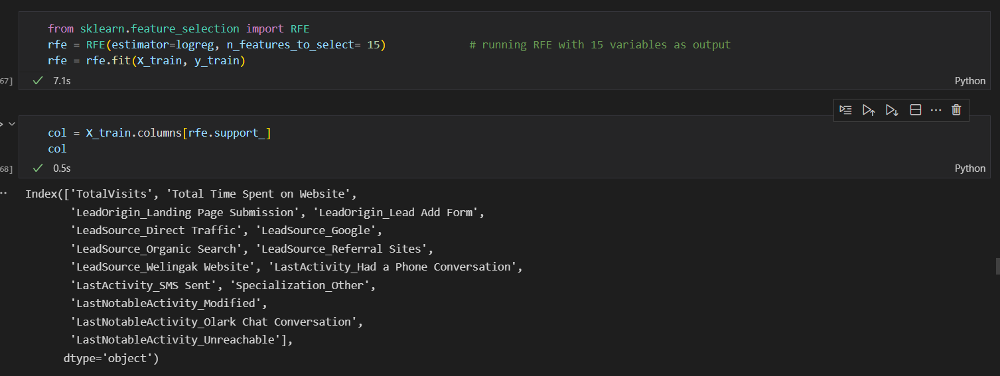 from sklearn.feature_selection import RFE
rfe = RFE(estimator=logreg, n_features_to_select= 15)             # running RFE with 15 variables as output
rfe = rfe.fit(X_train, y_train)
67]
7.1s
Python
col = X_train.columns[rfe.support_]
col
68]
0.5s
Python
Index(['TotalVisits', 'Total Time Spent on Website',
       'LeadOrigin_Landing Page Submission', 'LeadOrigin_Lead Add Form',
       'LeadSource_Direct Traffic', 'LeadSource_Google',
       'LeadSource_Organic Search', 'LeadSource_Referral Sites',
       'LeadSource_Welingak Website', 'LastActivity_Had a Phone Conversation',
       'LastActivity_SMS Sent', 'Specialization_Other',
       'LastNotableActivity_Modified',
       'LastNotableActivity_Olark Chat Conversation',
       'LastNotableActivity_Unreachable'],
      dtype='object')